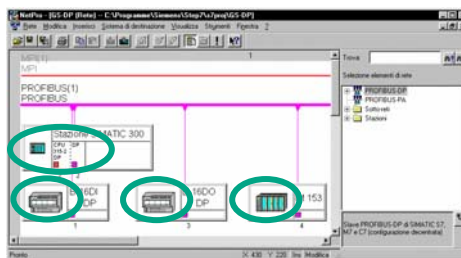 NetPro - [GS-DP (Rete) -- C:\Programme\Siemens\Step7\s7proj\GS-DP]
Rete Modifica Inserisci Sistema di destinazione Visualizza Strumenti Finestra ?
MPI(1)
MPI
1
PROFIBUS(1)
PROFIBUS
Stazione SIMATIC 300
CPU DP
315-2
DP
2
16DI
DP
1
16DO
DP
3
153
4
Trova:
Selezione elementi di rete
PROFIBUS-DP
PROFIBUS-PA
Sottoreti
Stazioni
Slave PROFIBUS-DP di SIMATIC S7,
M7 e C7 (configurazione decentrata)
Pronto
X 430 Y 220 Ins Modifica